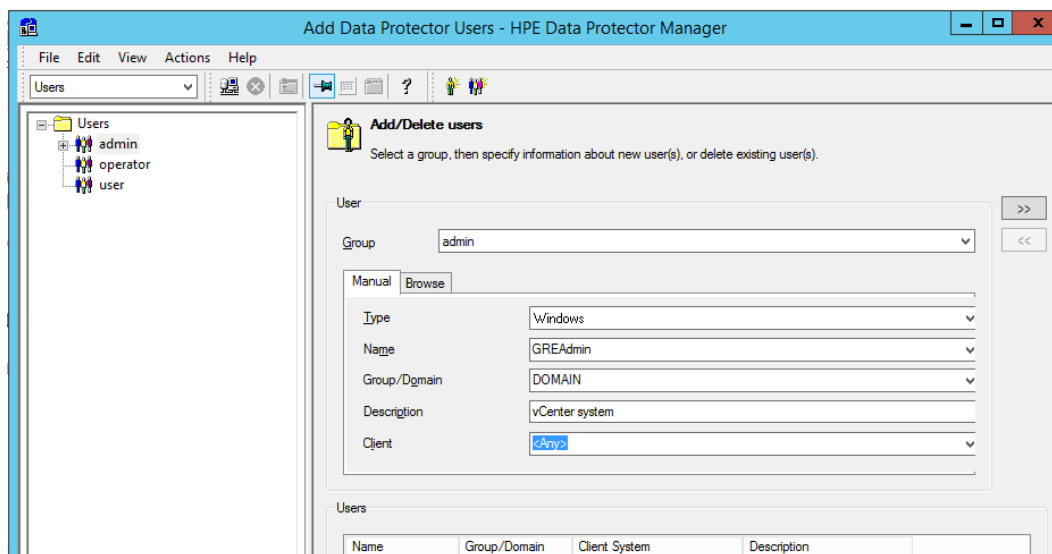 Add Data Protector Users - HPE Data Protector Manager
File Edit View Actions Help
Users
?
Users
admin
operator
user
Add/Delete users
Select a group, then specify information about new user(s), or delete existing user(s).
User
>>
Group admin
<<
Manual Browse
Type Windows
Name GREAdmin
Group/Domain DOMAIN
Description vCenter system
Client <Any>
Users
Name Group/Domain Client System Description